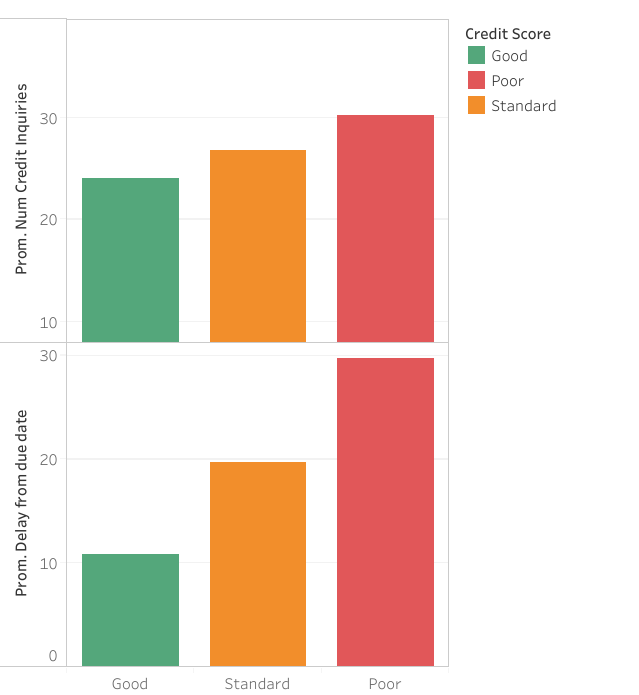 Credit Score
Good
Poor
Standard
Prom. Num Credit Inquiries
30
20
10
Prom. Delay from due date
30
20
10
0
Good Standard Poor